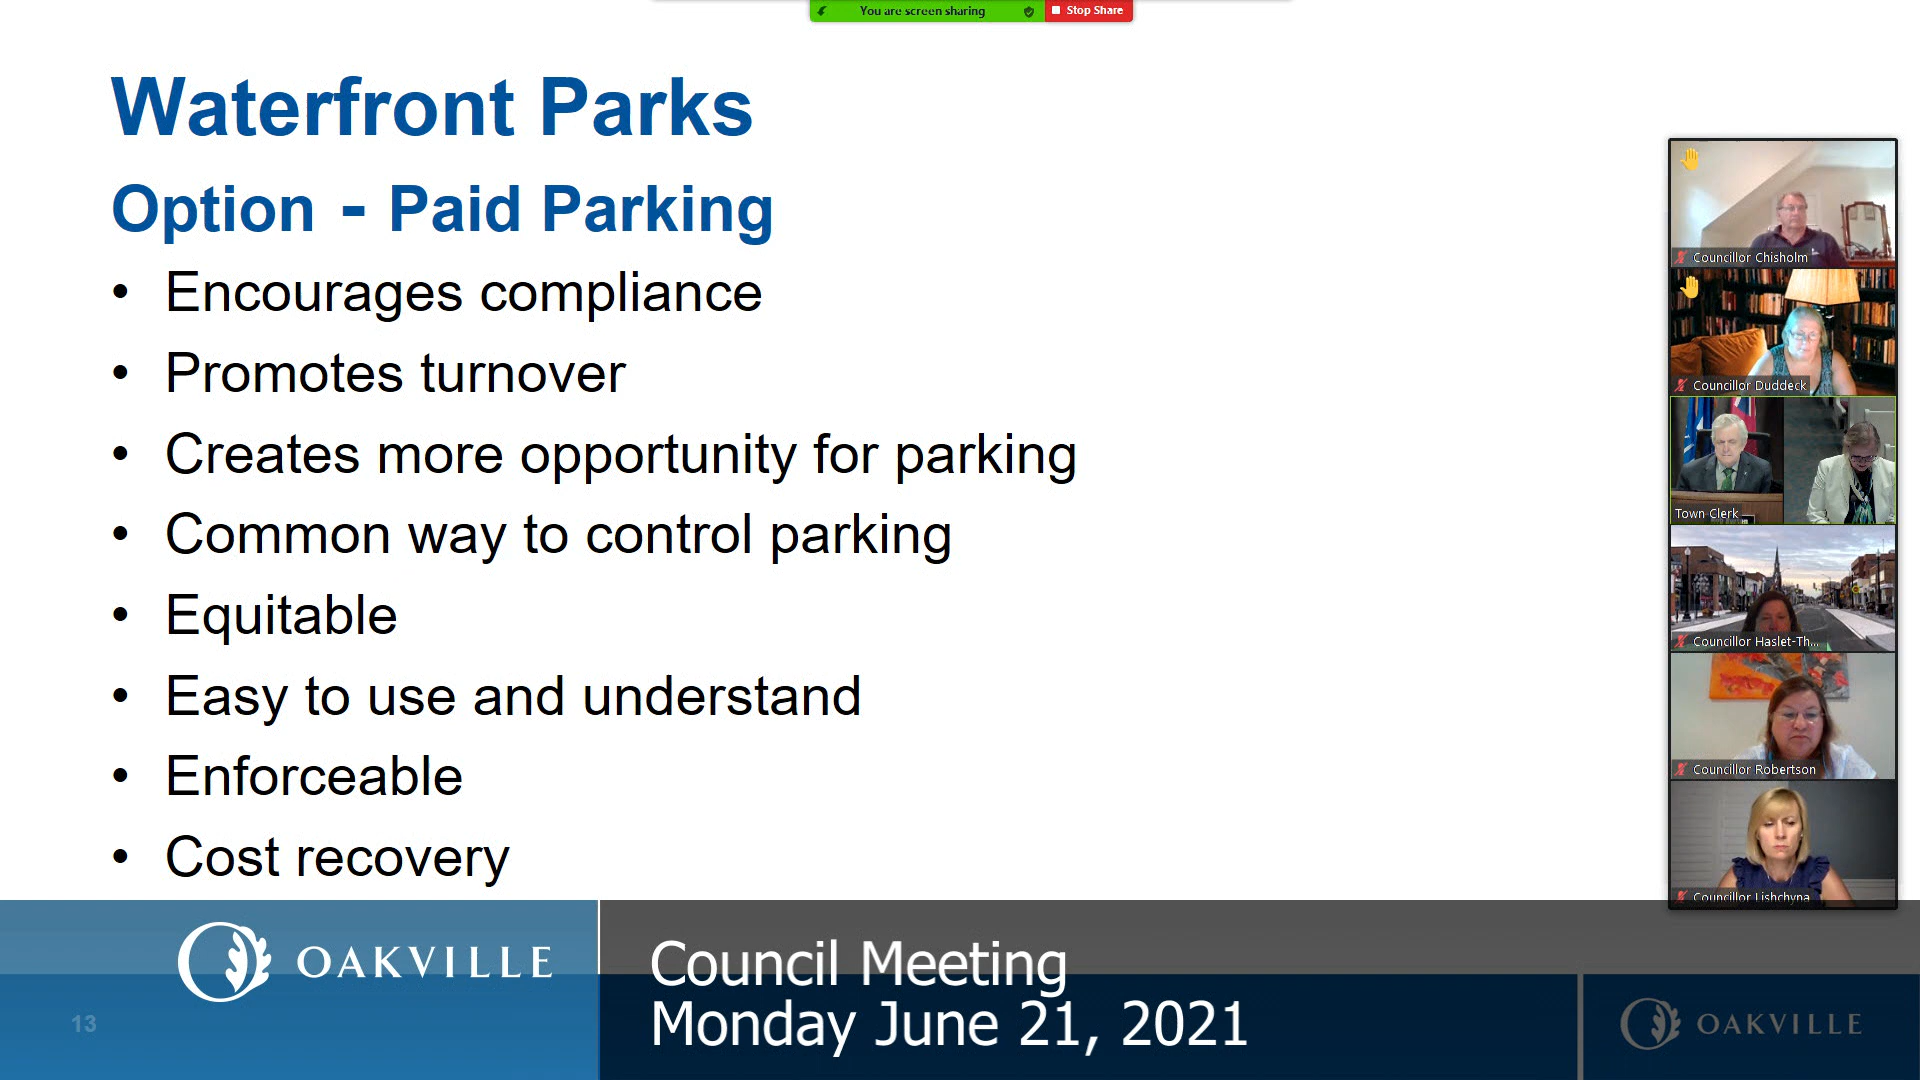 You are screen sharing
Stop Share
Waterfront Parks
Option - Paid Parking
• Encourages compliance
• Promotes turnover
• Creates more opportunity for parking
• Common way to control parking
• Equitable
• Easy to use and understand
• Enforceable
• Cost recovery
Councillor Chisholm
Councillor Duddeck
Town Clerk
Councillor Haslet-Th...
Councillor Robertson
Councillor Lishchyna
OAKVILLE
Council Meeting
Monday June 21, 2021
13
OAKVILLE